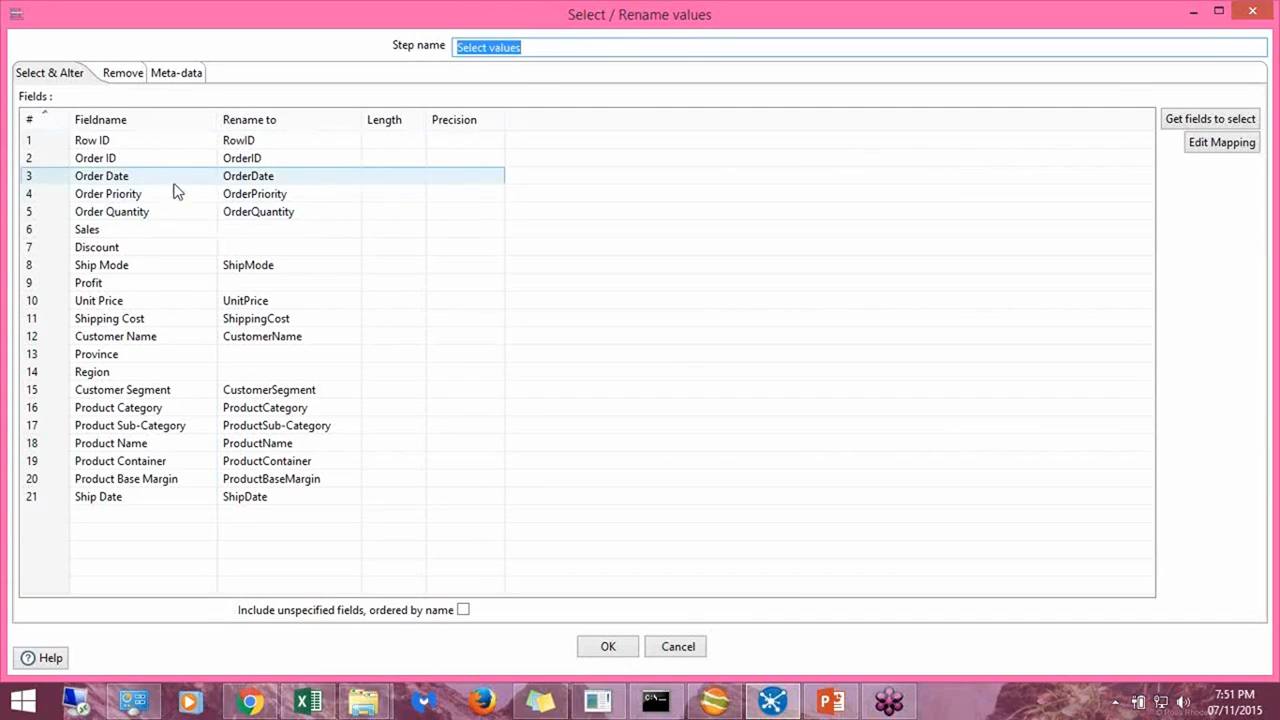 Select / Rename values
Step name Select values
Select & Alter Remove Meta-data
Fields :
# Fieldname Rename to Length Precision
Get fields to select
Edit Mapping
1 Row ID RowID
2 Order ID OrderID
3 Order Date OrderDate
4 Order Priority OrderPriority
5 Order Quantity OrderQuantity
6 Sales
7 Discount
8 Ship Mode ShipMode
9 Profit
10 Unit Price UnitPrice
11 Shipping Cost ShippingCost
12 Customer Name CustomerName
13 Province
14 Region
15 Customer Segment CustomerSegment
16 Product Category ProductCategory
17 Product Sub-Category ProductSub-Category
18 Product Name ProductName
19 Product Container ProductContainer
20 Product Base Margin ProductBaseMargin
21 Ship Date ShipDate
Include unspecified fields, ordered by name
OK Cancel
Help
7:51 PM
07/11/2015